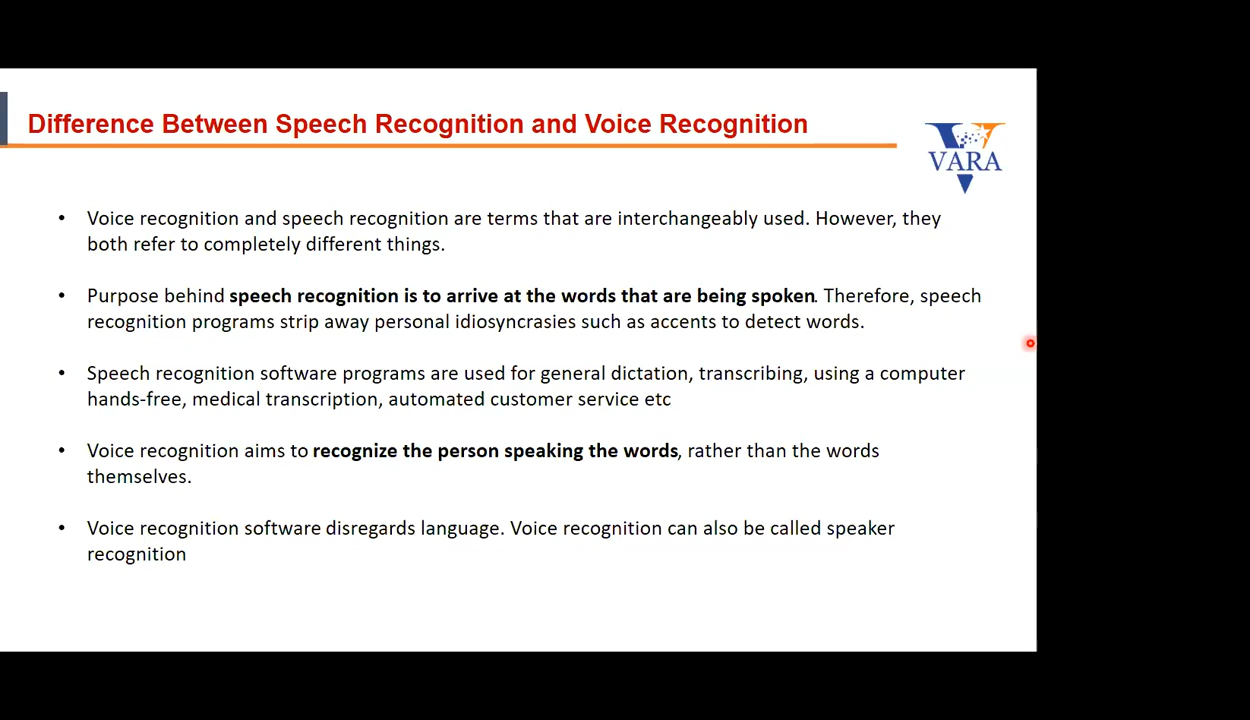 Difference Between Speech Recognition and Voice Recognition
VARA
• Voice recognition and speech recognition are terms that are interchangeably used. However, they
both refer to completely different things.
• Purpose behind speech recognition is to arrive at the words that are being spoken. Therefore, speech
recognition programs strip away personal idiosyncrasies such as accents to detect words.
• Speech recognition software programs are used for general dictation, transcribing, using a computer
hands-free, medical transcription, automated customer service etc
• Voice recognition aims to recognize the person speaking the words, rather than the words
themselves.
• Voice recognition software disregards language. Voice recognition can also be called speaker
recognition